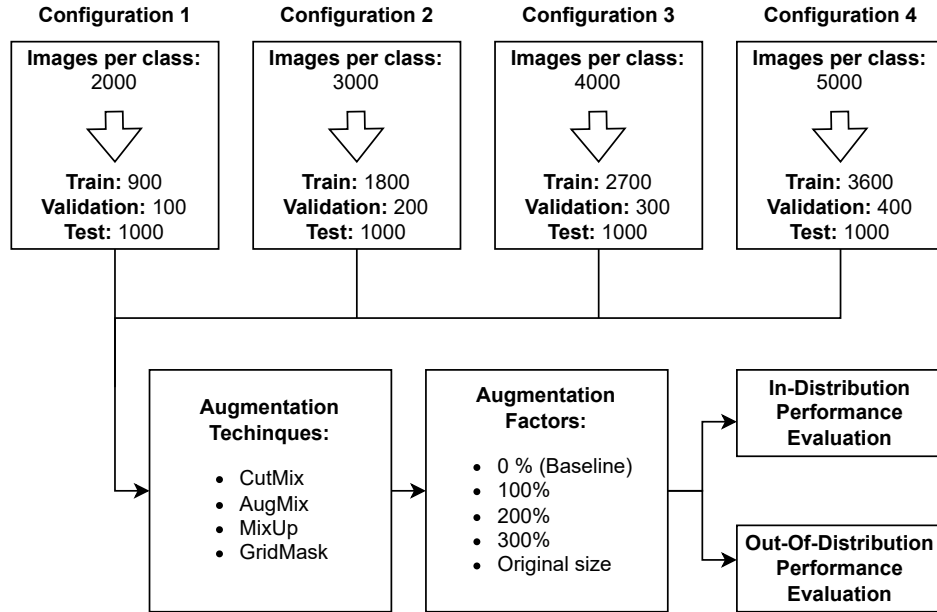 Configuration 1
Configuration 2
Configuration 3
Configuration 4
Images per class:
2000
Train: 900
Validation: 100
Test: 1000
Images per class:
3000
Train: 1800
Validation: 200
Test: 1000
Images per class:
4000
Train: 2700
Validation: 300
Test: 1000
Images per class:
5000
Train: 3600
Validation: 400
Test: 1000
Augmentation
Techinques:
• CutMix
• AugMix
• MixUp
• GridMask
Augmentation
Factors:
• 0 % (Baseline)
• 100%
• 200%
• 300%
• Original size
In-Distribution
Performance
Evaluation
Out-Of-Distribution
Performance
Evaluation